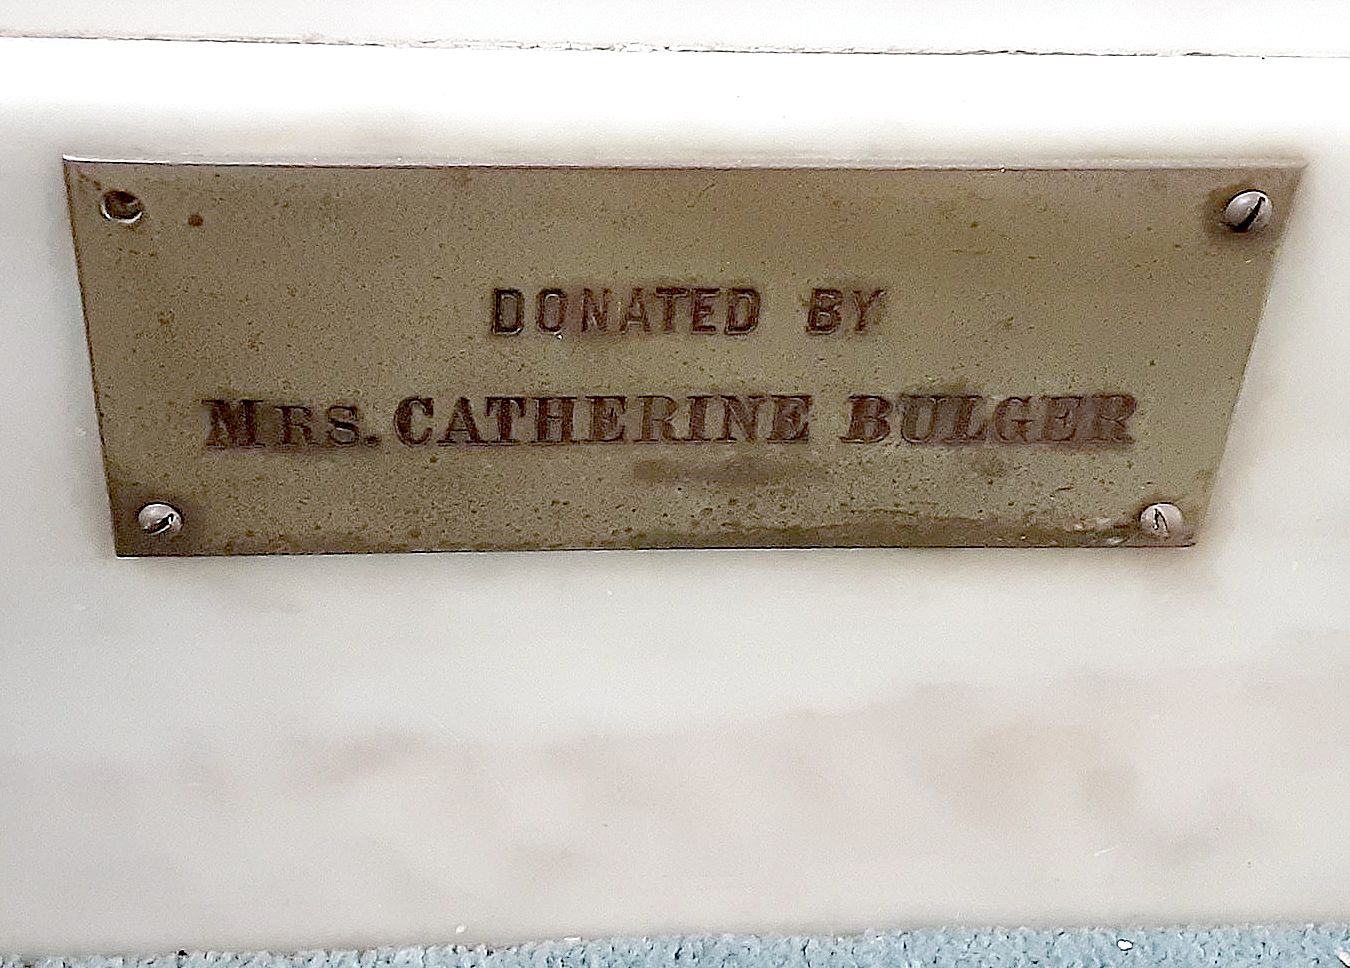 DONATED BY
MRS. CATHERINE BULGER